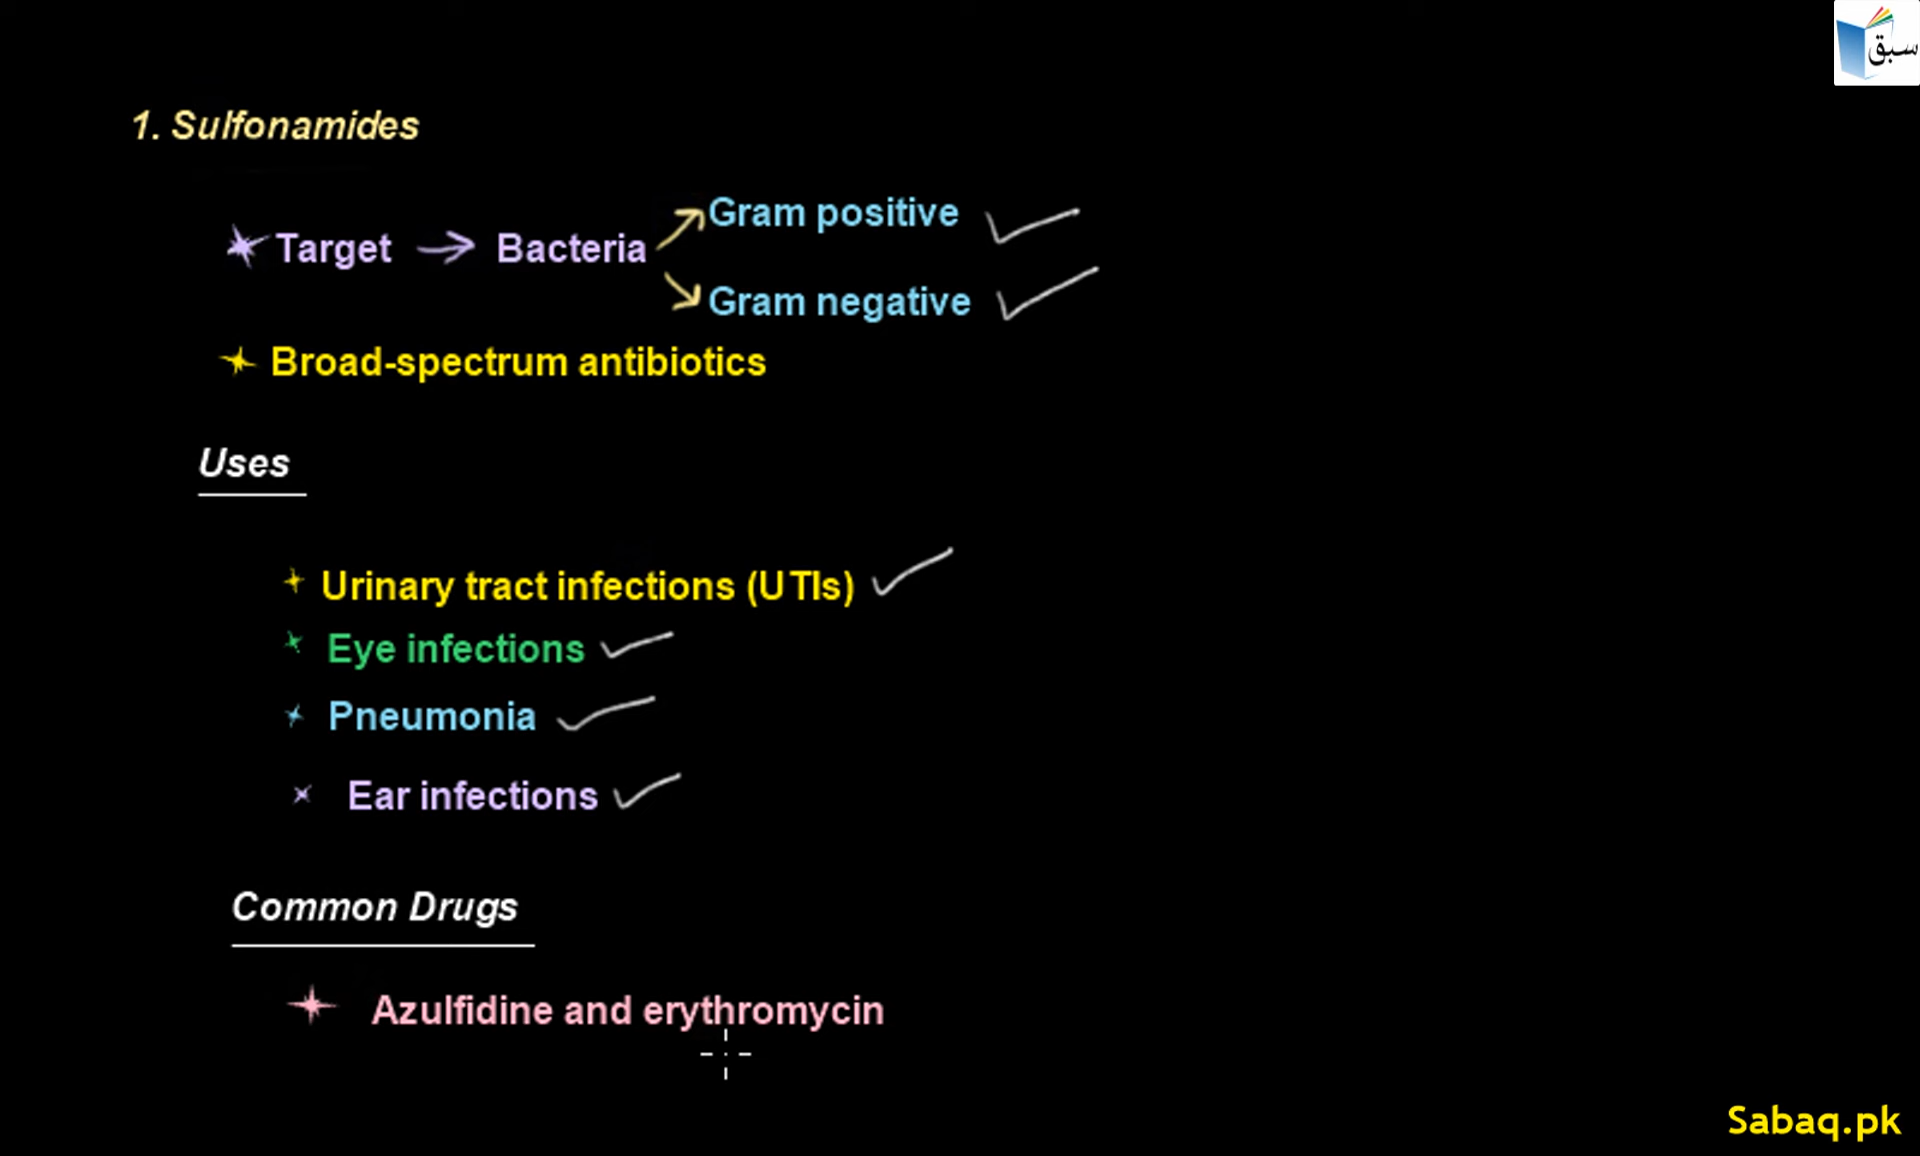 سبق
1. Sulfonamides
Gram positive
Target → Bacteria
Gram negative
Broad-spectrum antibiotics
Uses
Urinary tract infections (UTIs)
Eye infections
Pneumonia
Ear infections
Common Drugs
Azulfidine and erythromycin
Sabaq.pk